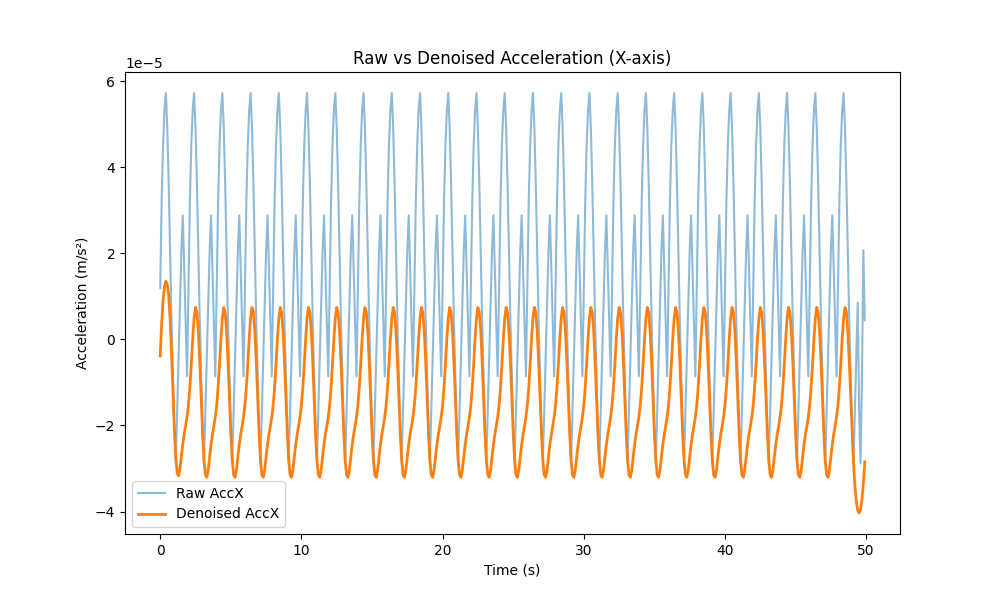 Raw vs Denoised Acceleration (X-axis)
1e−5
6
4
2
0
−2
−4
Acceleration (m/s²)
Raw AccX
Denoised AccX
0 10 20 30 40 50
Time (s)